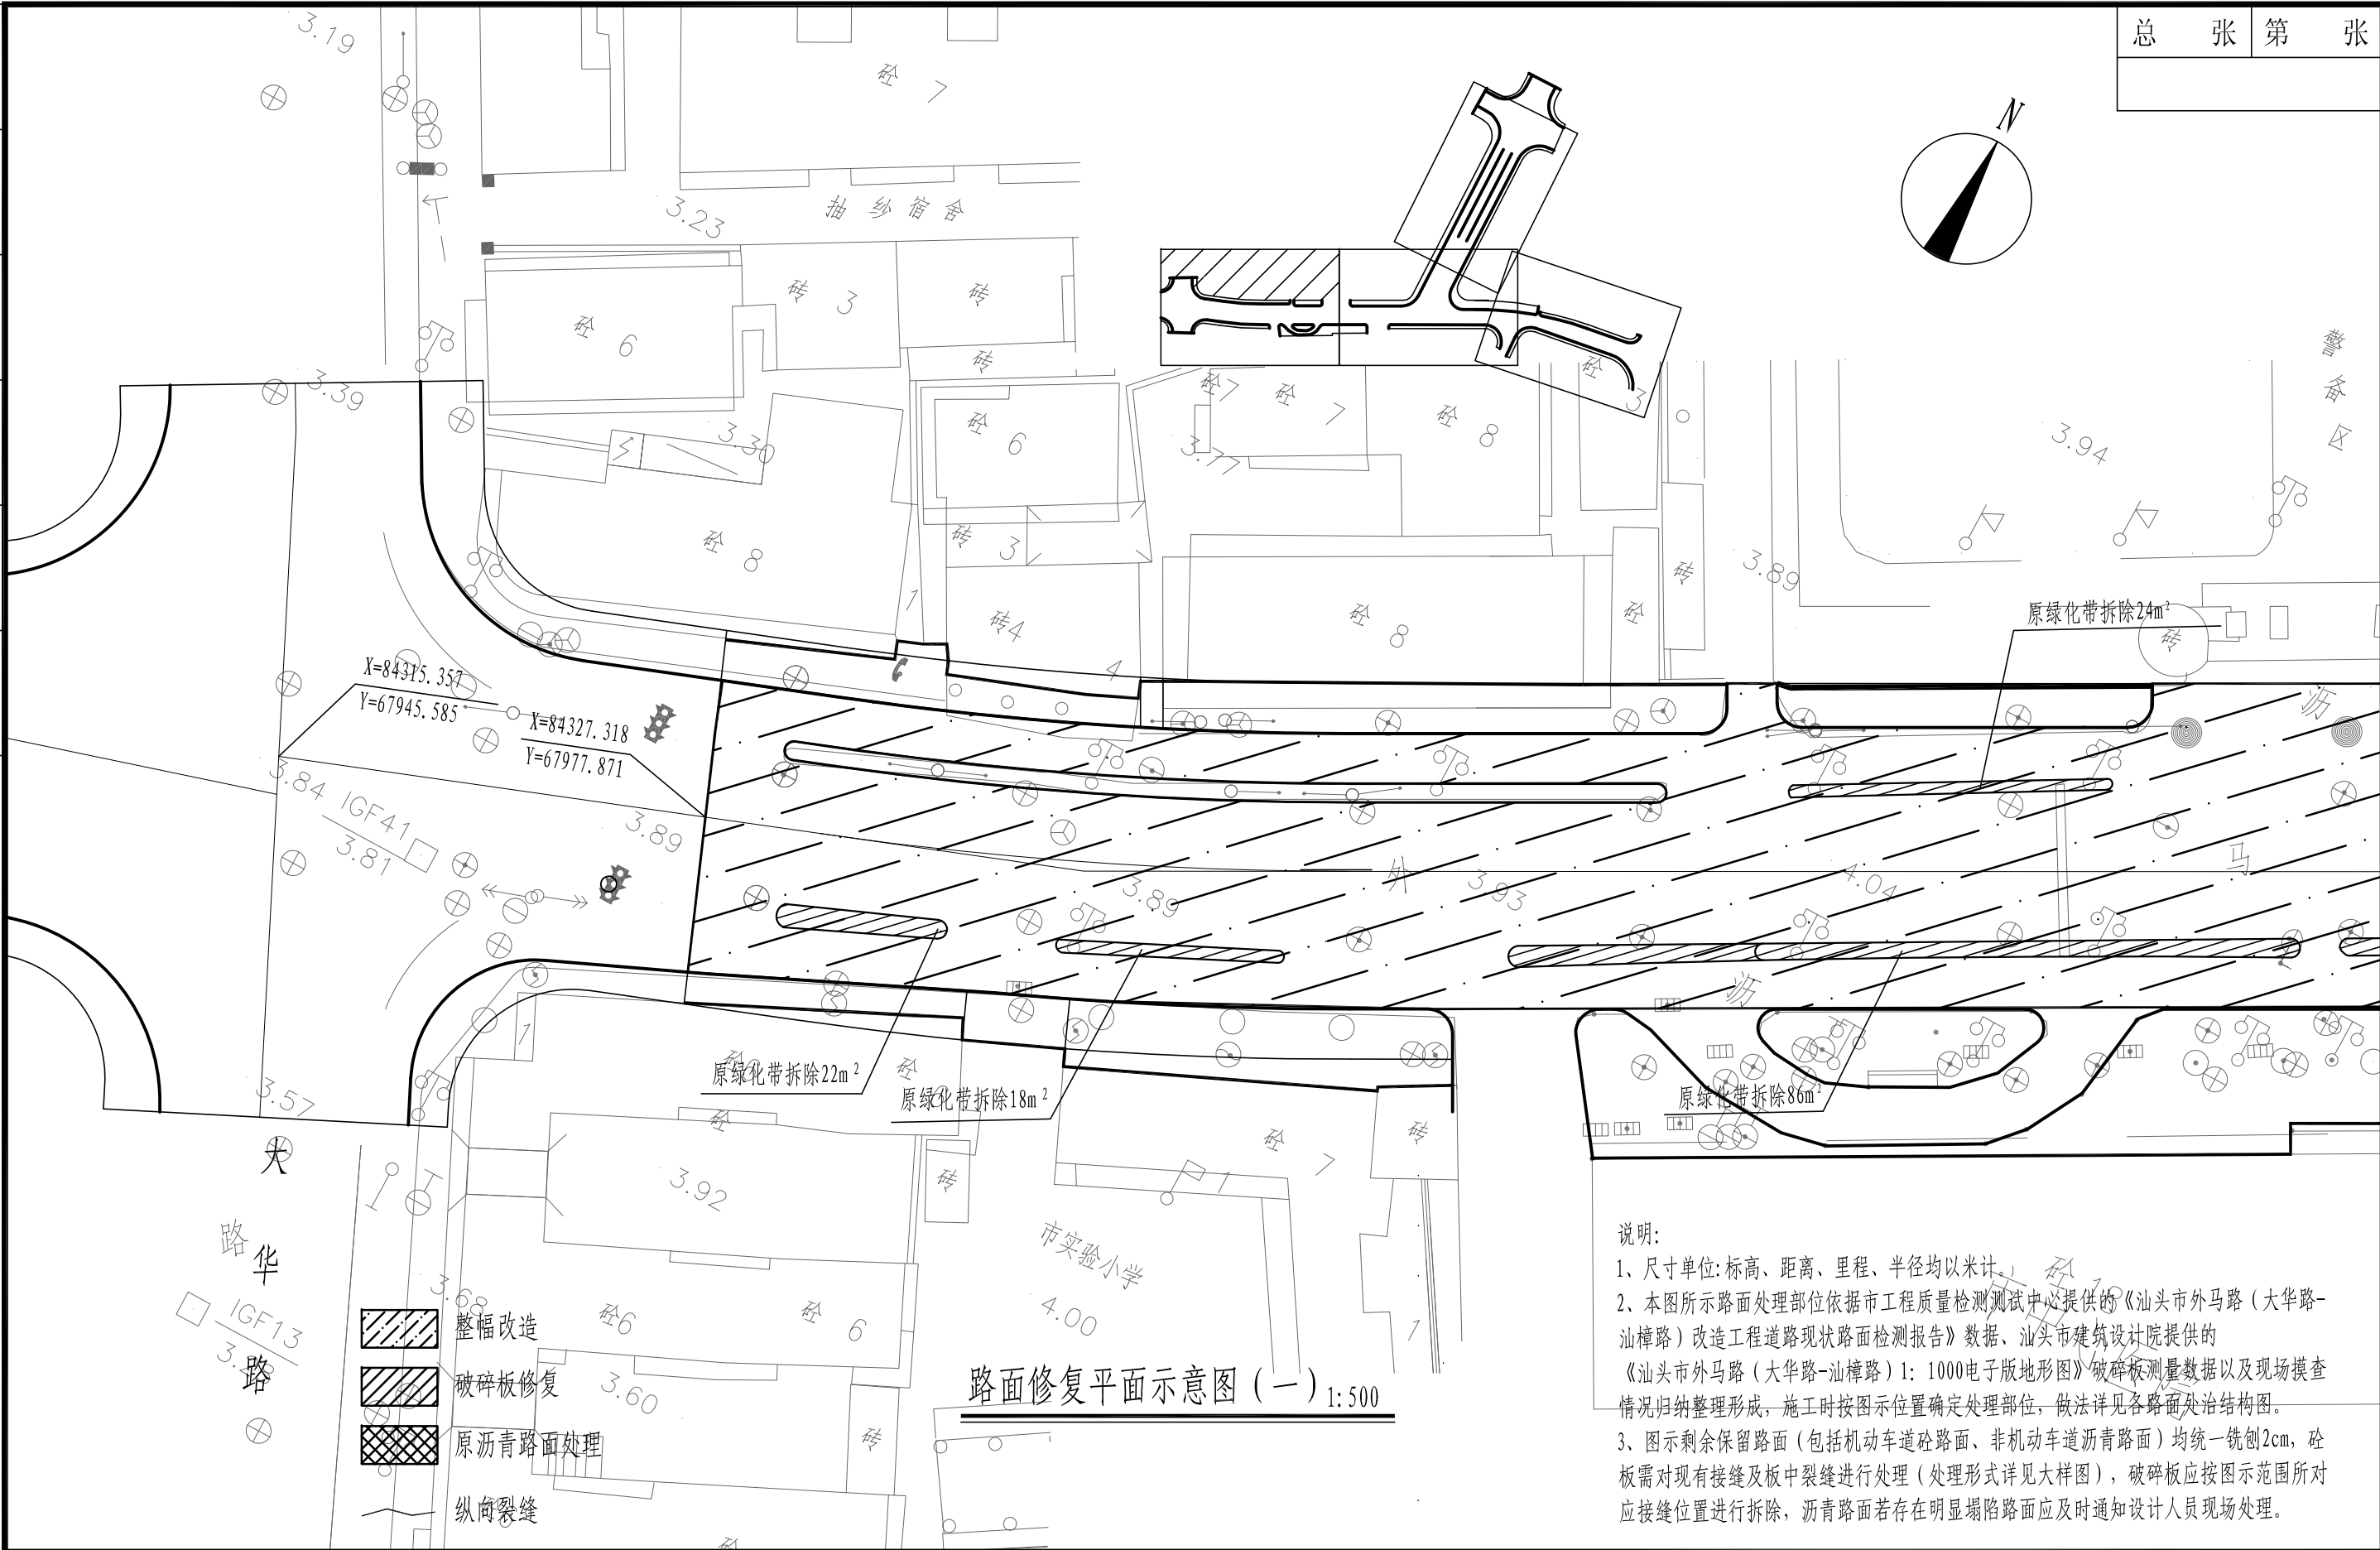 总 张 第 张
3.19
砼 7
N
3.23
抽纱宿舍
砖 3
砖
砼 6
砖
3.39
3.30
砼 6
砼 7
砼 7
砼 8
砼 3
3.77
3.94
警备区
砼 8
砖 3
砖
3.89
1
砖4
4
砼 8
砼
原绿化带拆除24m²
砖
X=84315.357
Y=67945.585
X=84327.318
Y=67977.871
沥
3.84
IGF41
3.81
3.89
外
3.89
3.93
4.04
马
沥
1
原绿化带拆除22m²
砼
原绿化带拆除18m²
原绿化带拆除86m²
3.57
大
华
路
路
砼
砖
砼 7
砖
3.92
1
市实验小学
4.00
1
IGF13
3.68
砼6
砼 6
3.60
砖
砼
整幅改造
破碎板修复
原沥青路面处理
纵向裂缝
路面修复平面示意图（一）1:500
说明:
1、尺寸单位:标高、距离、里程、半径均以米计。
2、本图所示路面处理部位依据市工程质量检测测试中心提供的《汕头市外马路（大华路-
汕樟路）改造工程道路现状路面检测报告》数据、汕头市建筑设计院提供的
《汕头市外马路（大华路-汕樟路）1: 1000电子版地形图》破碎板测量数据以及现场摸查
情况归纳整理形成，施工时按图示位置确定处理部位，做法详见各路面处治结构图。
3、图示剩余保留路面（包括机动车道砼路面、非机动车道沥青路面）均统一铣刨2cm，砼
板需对现有接缝及板中裂缝进行处理（处理形式详见大样图），破碎板应按图示范围所对
应接缝位置进行拆除，沥青路面若存在明显塌陷路面应及时通知设计人员现场处理。